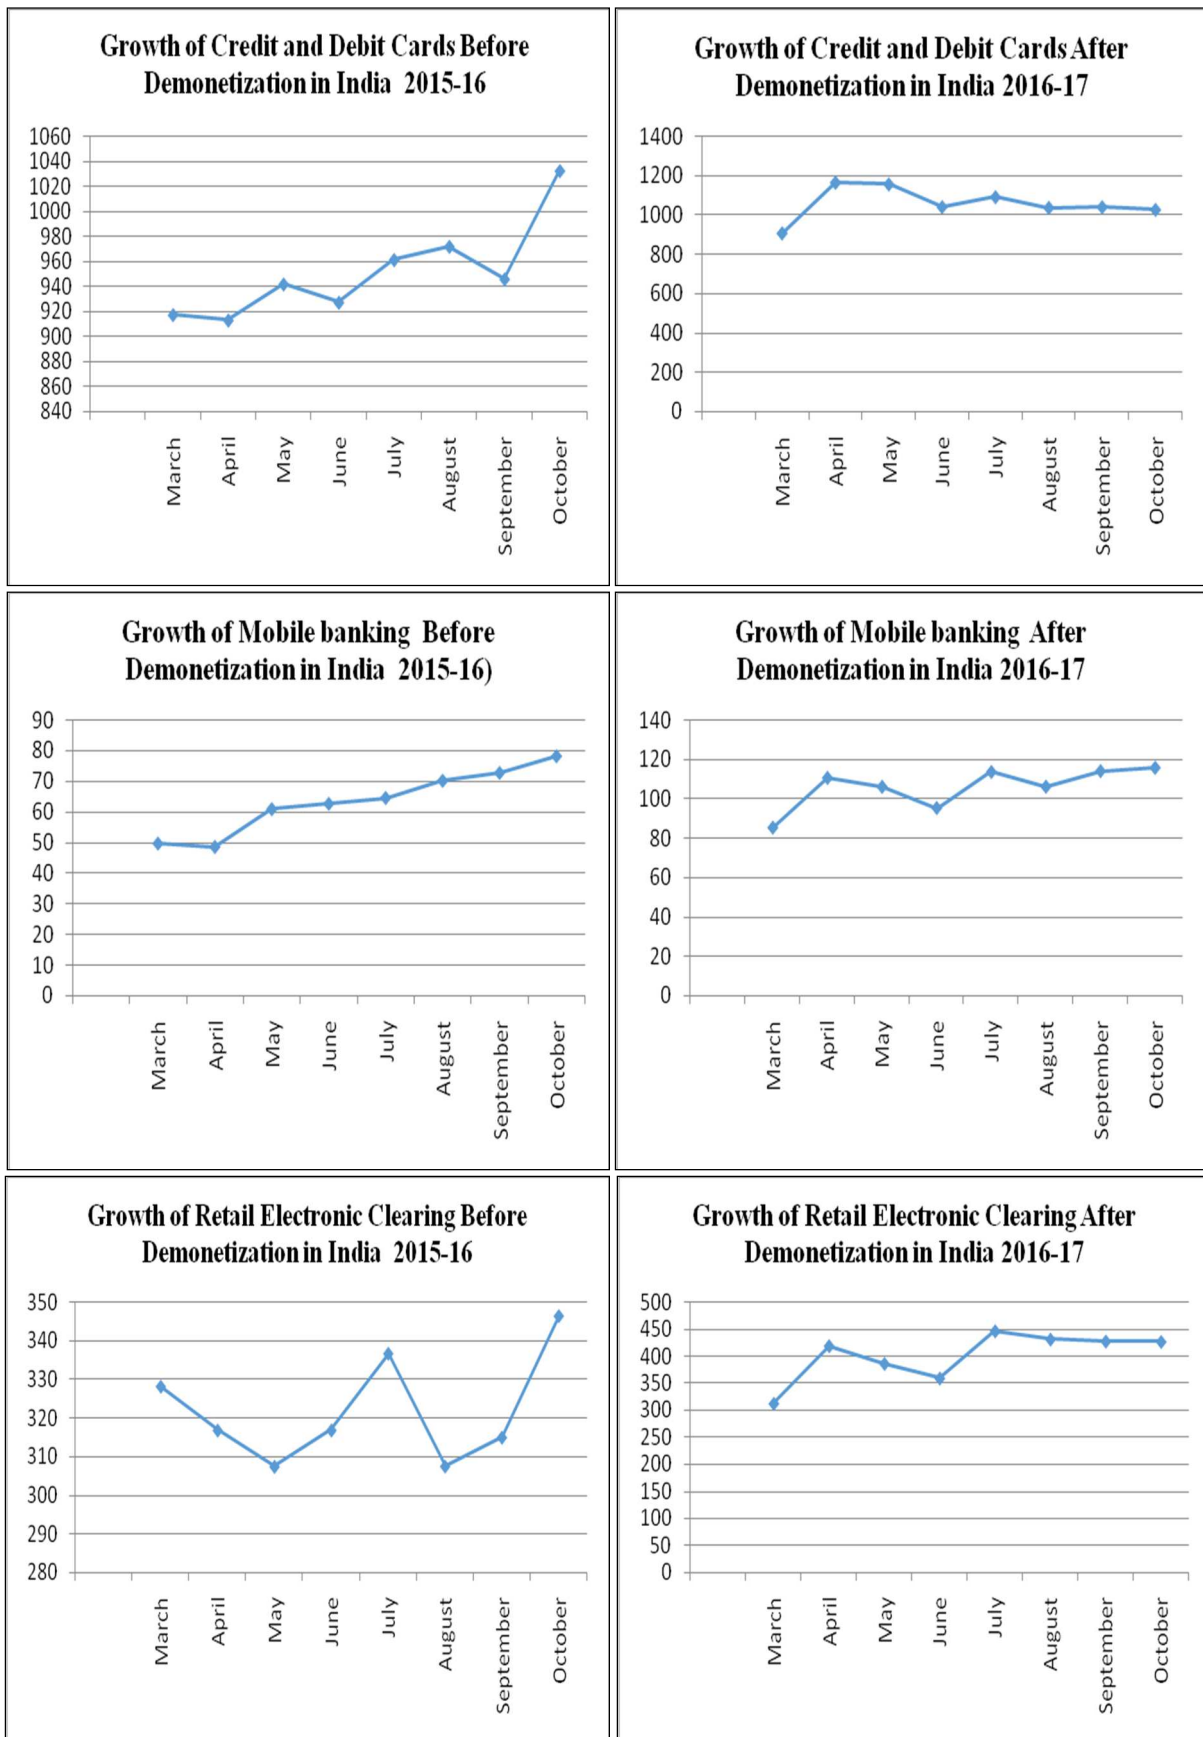 Growth of Credit and Debit Cards Before
Demonetization in India 2015-16
1060
1040
1020
1000
980
960
940
920
900
880
860
840
March
April
May
June
July
August
September
October
Growth of Credit and Debit Cards After
Demonetization in India 2016-17
1400
1200
1000
800
600
400
200
0
March
April
May
June
July
August
September
October
Growth of Mobile banking Before
Demonetization in India 2015-16)
90
80
70
60
50
40
30
20
10
0
March
April
May
June
July
August
September
October
Growth of Mobile banking After
Demonetization in India 2016-17
140
120
100
80
60
40
20
0
March
April
May
June
July
August
September
October
Growth of Retail Electronic Clearing Before
Demonetization in India 2015-16
350
340
330
320
310
300
290
280
March
April
May
June
July
August
September
October
Growth of Retail Electronic Clearing After
Demonetization in India 2016-17
500
450
400
350
300
250
200
150
100
50
0
March
April
May
June
July
August
September
October